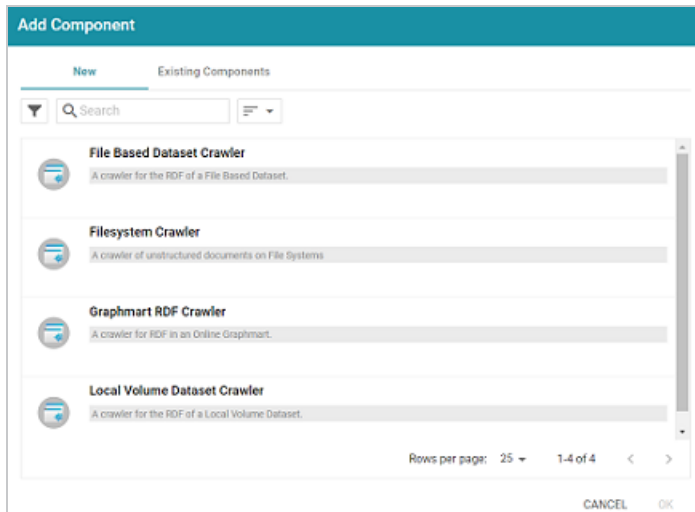 Add Component
New Existing Components
Search
File Based Dataset Crawler
A crawler for the RDF of a File Based Dataset.
Filesystem Crawler
A crawler of unstructured documents on File Systems
Graphmart RDF Crawler
A crawler for RDF in an Online Graphmart.
Local Volume Dataset Crawler
A crawler for the RDF of a Local Volume Dataset.
Rows per page: 25 1-4 of 4
CANCEL OK